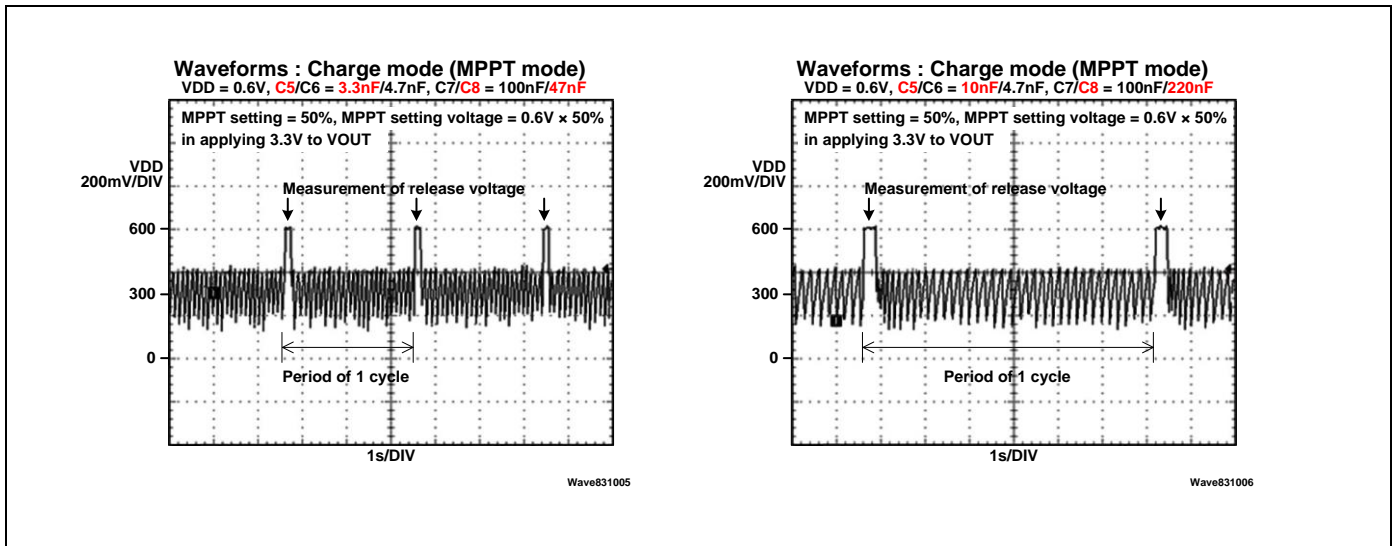 Waveforms : Charge mode (MPPT mode)
VDD = 0.6V, C5/C6 = 3.3nF/4.7nF, C7/C8 = 100nF/47nF
MPPT setting = 50%, MPPT setting voltage = 0.6V × 50%
in applying 3.3V to VOUT
VDD
200mV/DIV
Measurement of release voltage
600
300
0
Period of 1 cycle
1s/DIV
Wave831005
Waveforms : Charge mode (MPPT mode)
VDD = 0.6V, C5/C6 = 10nF/4.7nF, C7/C8 = 100nF/220nF
MPPT setting = 50%, MPPT setting voltage = 0.6V × 50%
in applying 3.3V to VOUT
VDD
200mV/DIV
Measurement of release voltage
600
300
0
Period of 1 cycle
1s/DIV
Wave831006